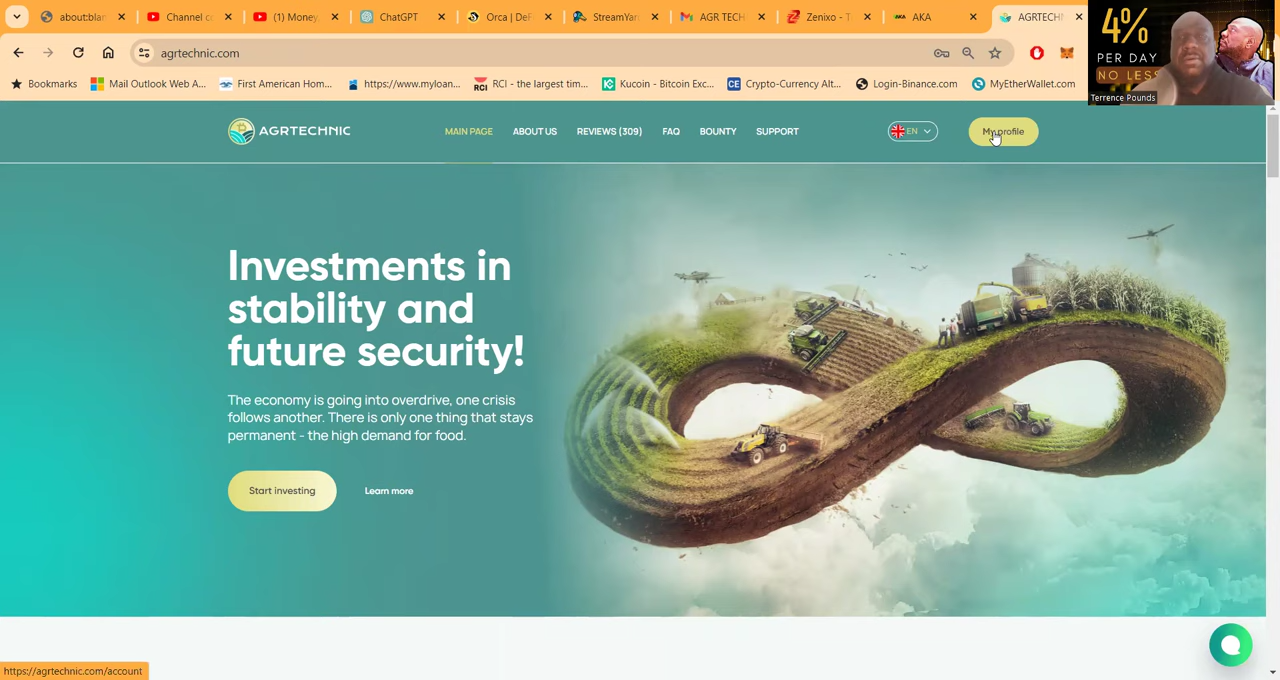 about:blan
Channel co
(1) Money
ChatGPT
Orca | DeF
StreamYar
AGR TECH
Zenixo - T
AKA
AGRTECHN
agrtechnic.com
Bookmarks
Mail Outlook Web A...
First American Hom...
https://www.myloan...
RCI - the largest tim...
Kucoin - Bitcoin Exc...
Crypto-Currency Alt...
Login-Binance.com
MyEtherWallet.com
4%
PER DAY
NO LESS
Terrence Pounds
AGRTECHNIC
MAIN PAGE
ABOUT US
REVIEWS (309)
FAQ
BOUNTY
SUPPORT
EN
My profile
Investments in
stability and
future security!
The economy is going into overdrive, one crisis
follows another. There is only one thing that stays
permanent - the high demand for food.
Start investing
Learn more
https://agrtechnic.com/account